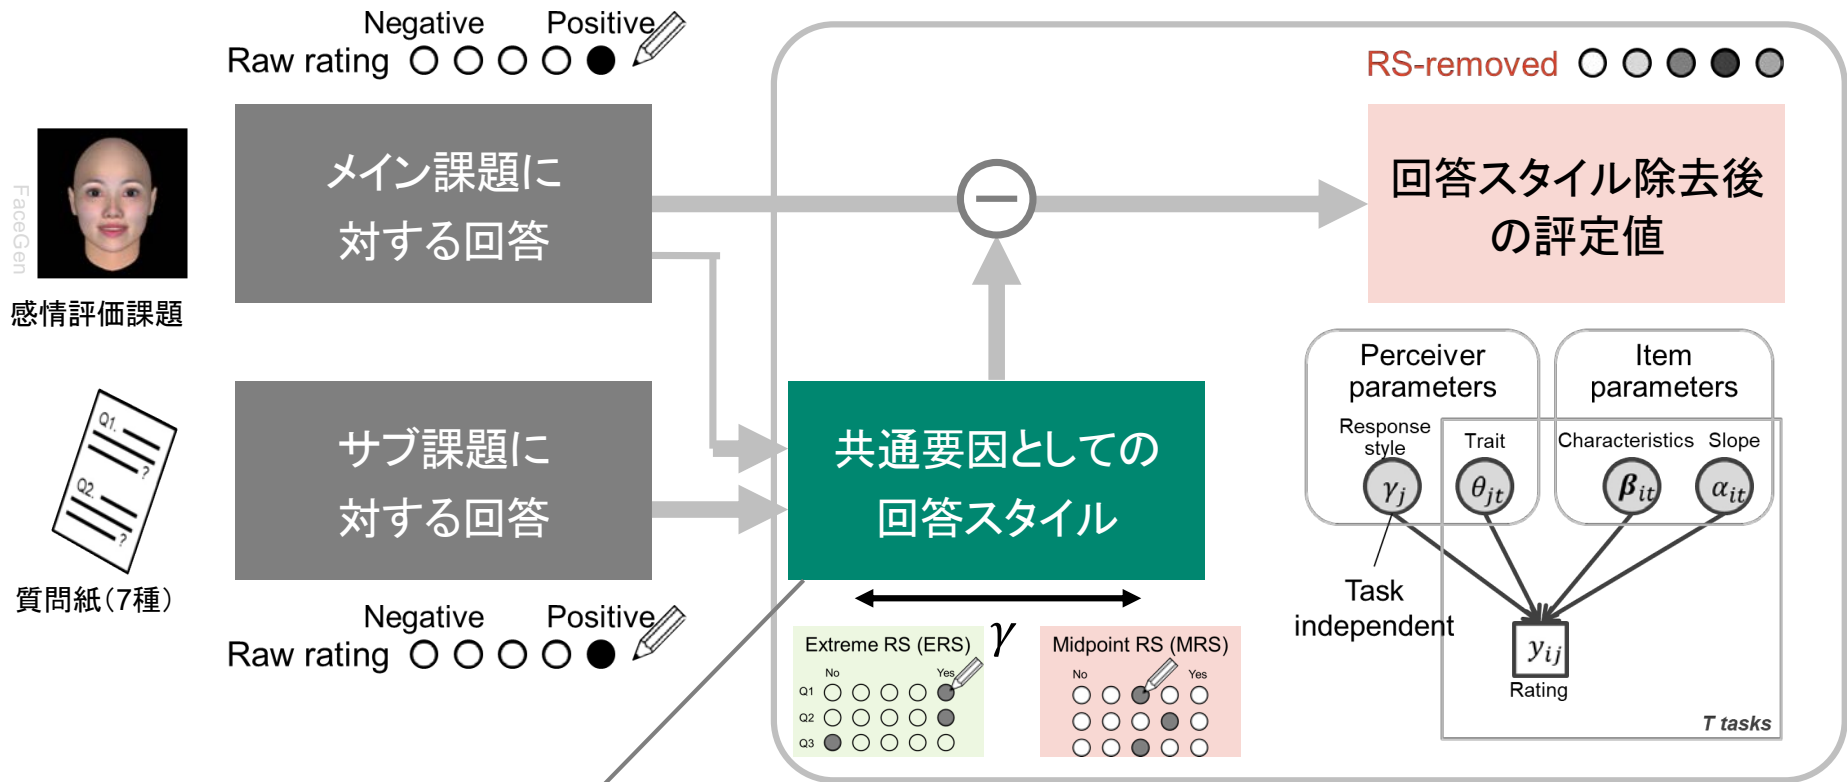 Negative Positive
Raw rating
メイン課題に
対する回答
FaceGen
感情評価課題
RS-removed
回答スタイル除去後
の評定値
Q1.
?
Q2.
?
質問紙（7種）
サブ課題に
対する回答
Negative Positive
Raw rating
共通要因としての
回答スタイル
γ
Extreme RS (ERS)
No Yes
Q1
Q2
Q3
Midpoint RS (MRS)
No Yes
Perceiver
parameters
Item
parameters
Response
style
Trait
Characteristics Slope
γj θjt βit αit
Task
independent
yij
Rating
T tasks